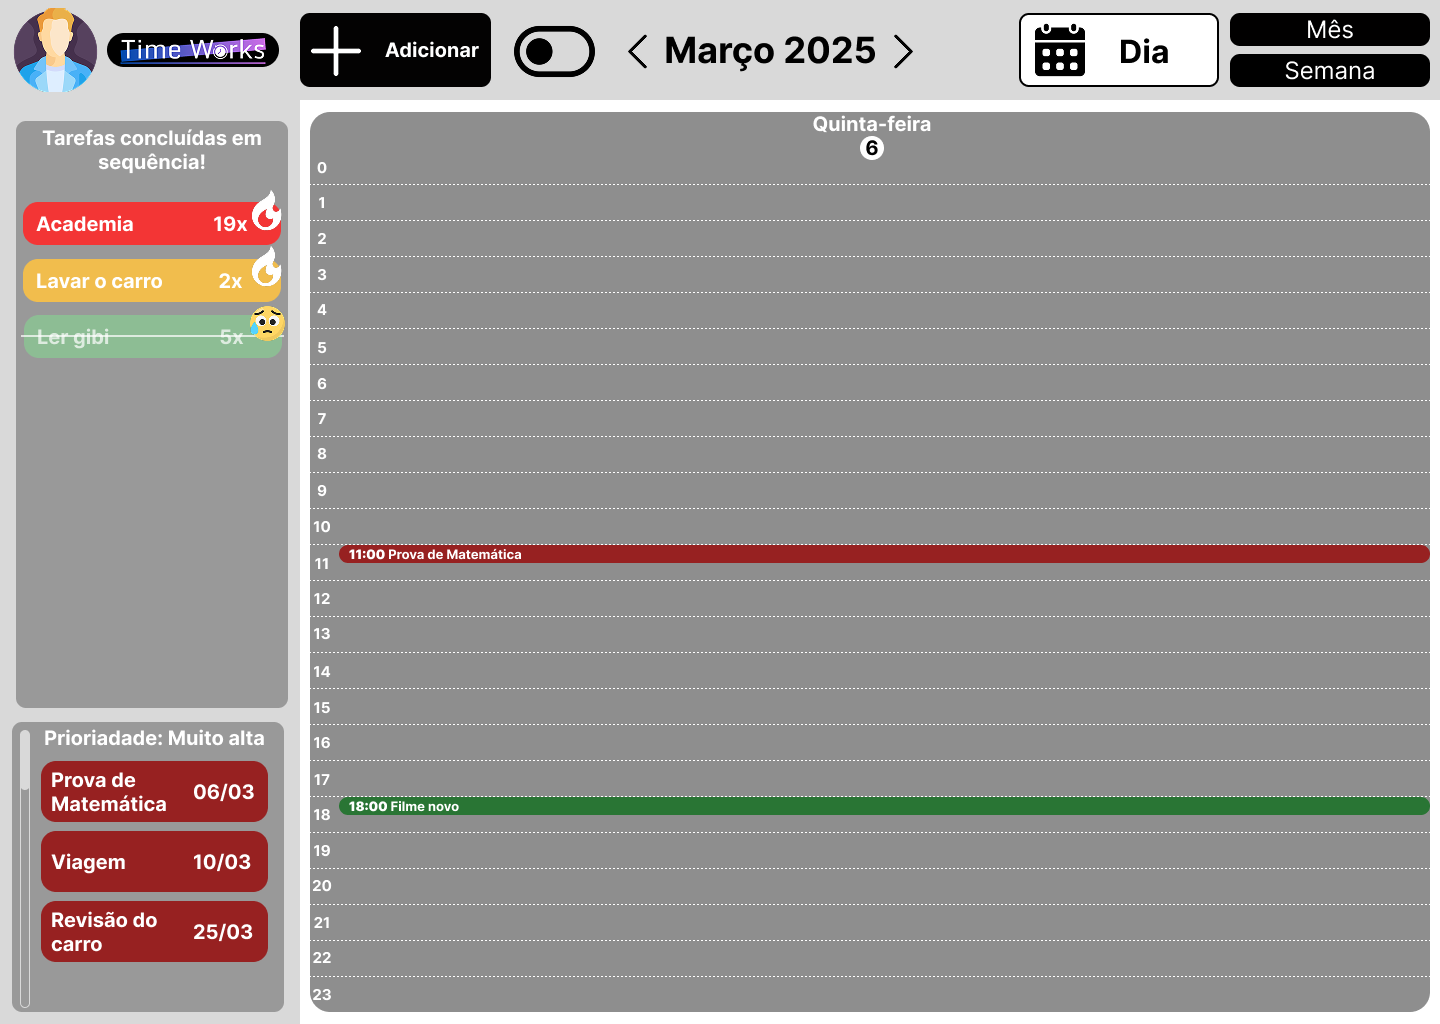 Time Works
Adicionar
Março 2025
Dia
Mês
Semana
Tarefas concluídas em
sequência!
Academia 19x
Lavar o carro 2x
Ler gibi 5x
Prioriadade: Muito alta
Prova de
Matemática 06/03
Viagem 10/03
Revisão do
carro 25/03
Quinta-feira
6
0
1
2
3
4
5
6
7
8
9
10
11 11:00 Prova de Matemática
12
13
14
15
16
17
18 18:00 Filme novo
19
20
21
22
23